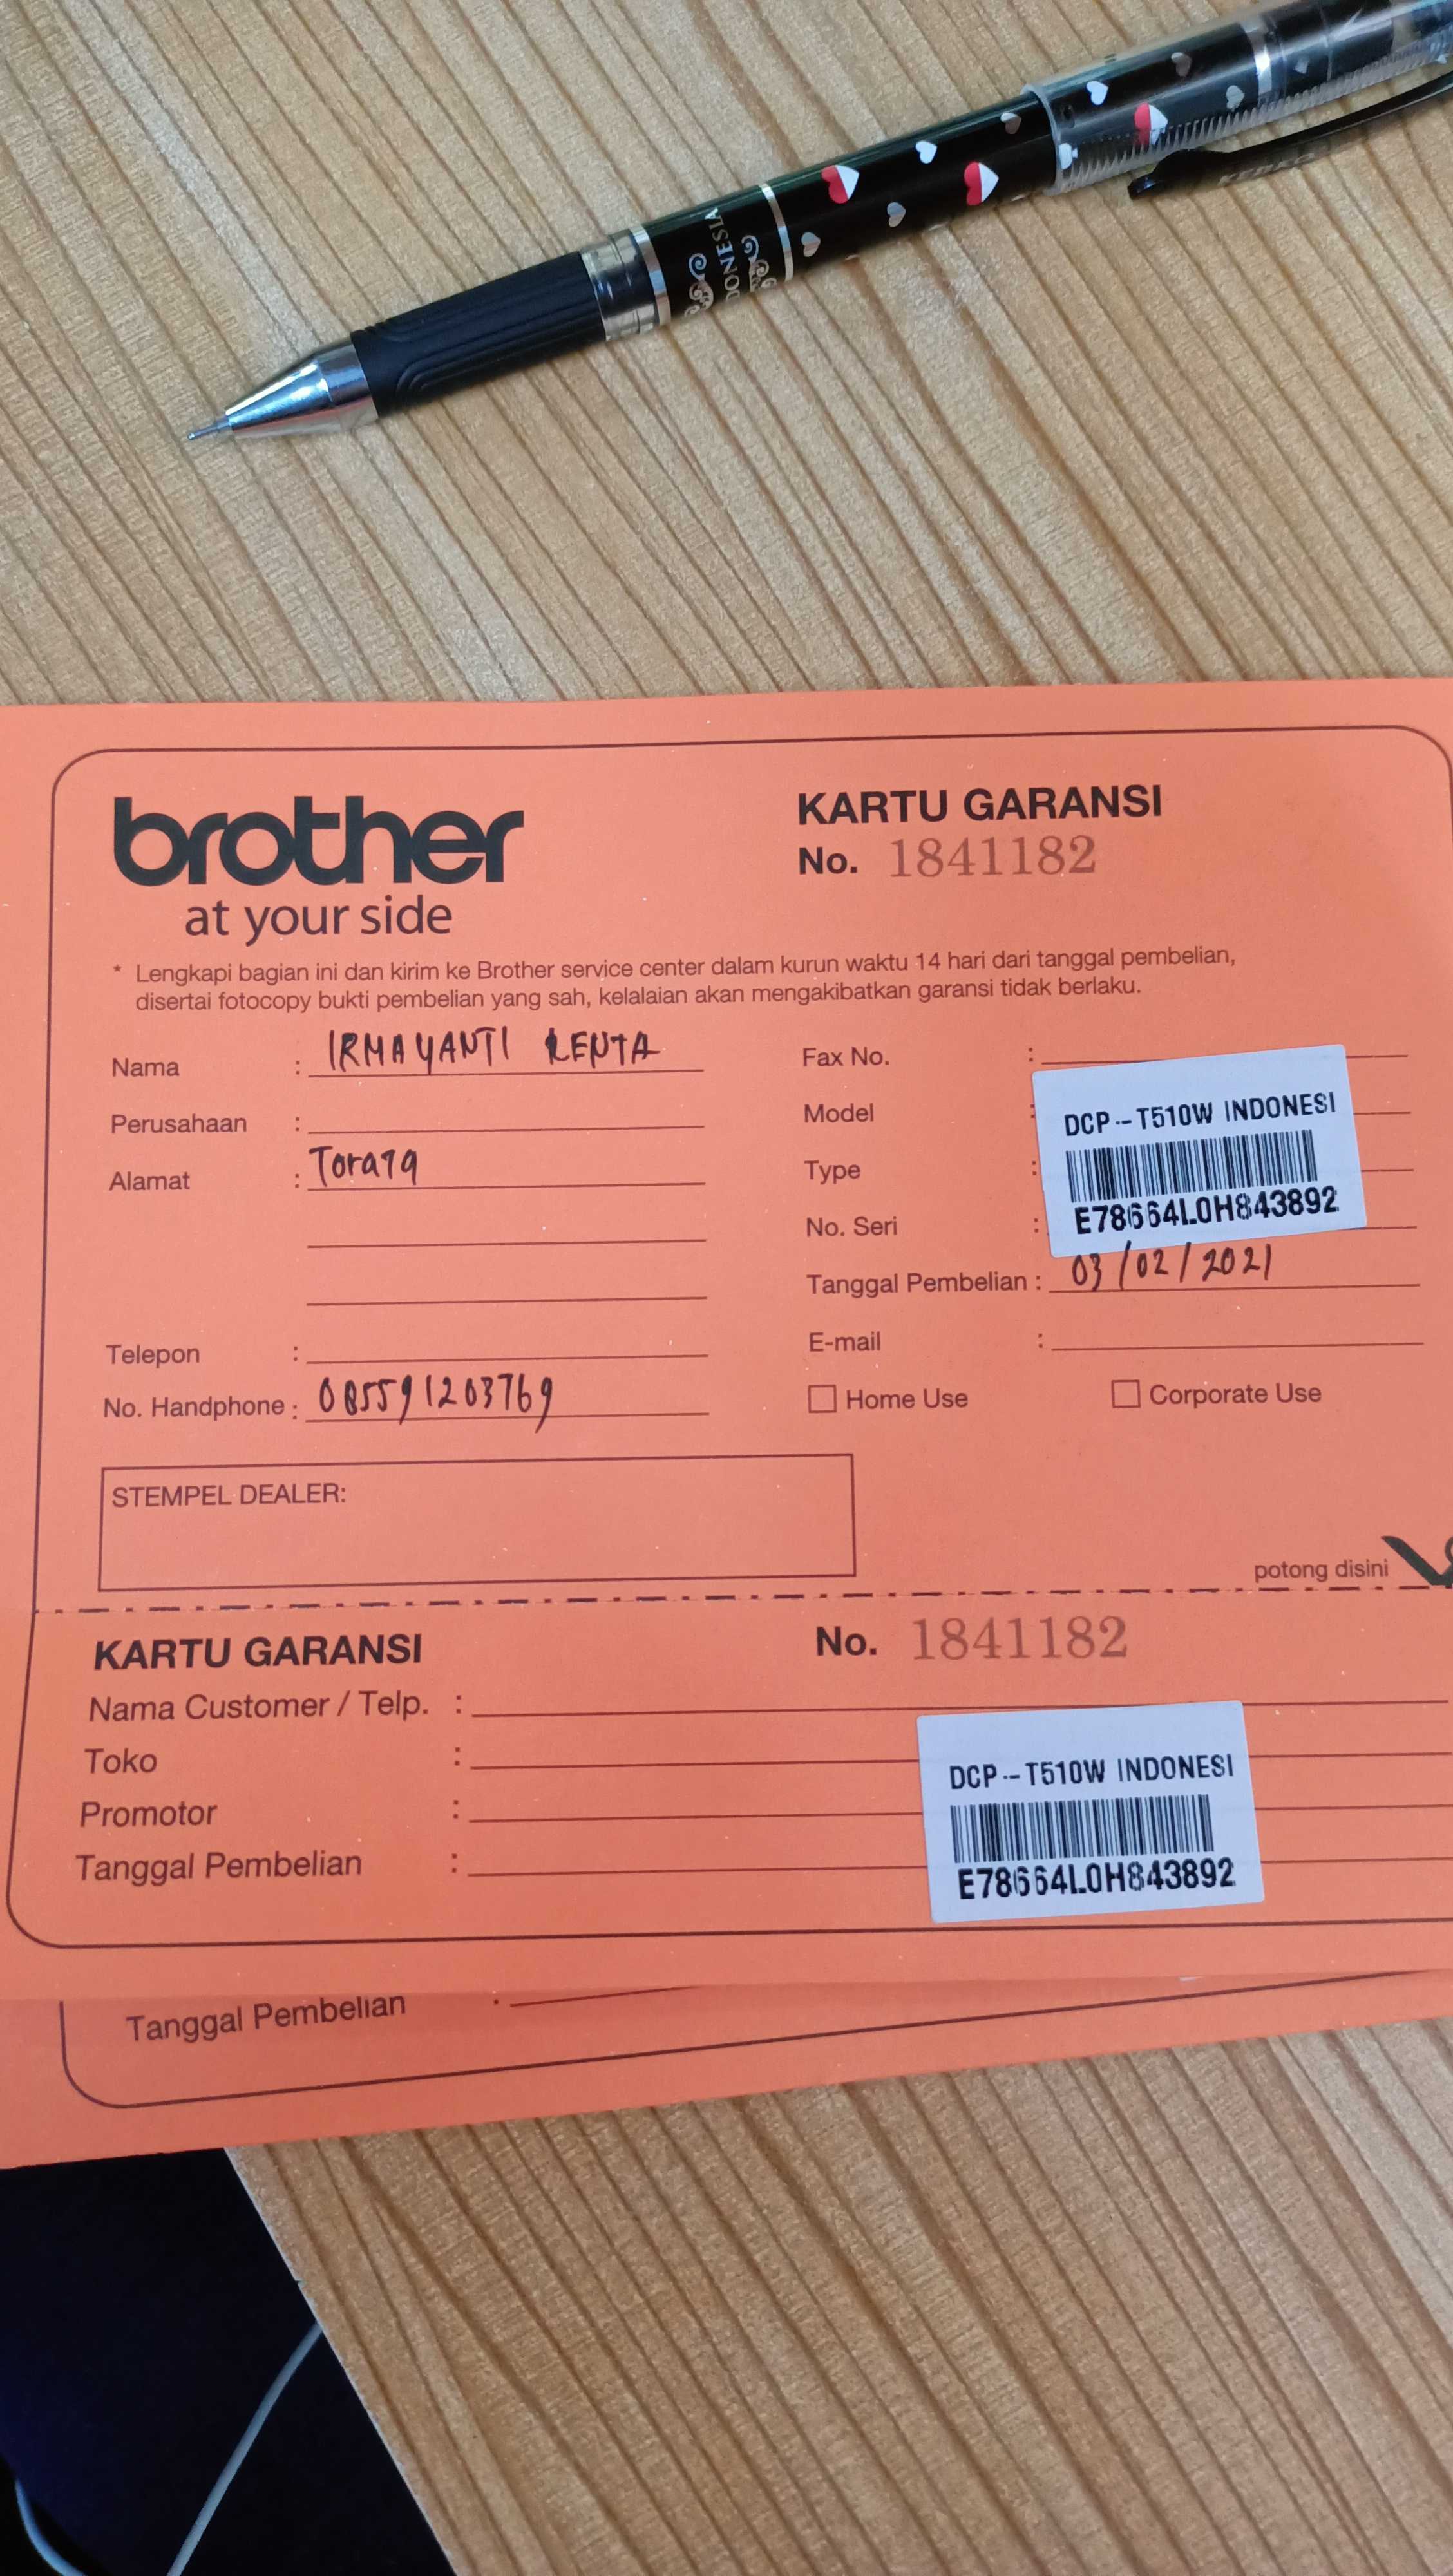 DONESIA
brother
at your side
KARTU GARANSI
No. 1841182
* Lengkapi bagian ini dan kirim ke Brother service center dalam kurun waktu 14 hari dari tanggal pembelian,
disertai fotocopy bukti pembelian yang sah, kelalaian akan mengakibatkan garansi tidak berlaku.
Nama : IRMAYANTI RENTA
Perusahaan :
Alamat : Torata
Telepon :
No. Handphone : 085591203769
Fax No. :
Model :
Type :
No. Seri :
DCP-T510W INDONESI
E78664L0H843892
Tanggal Pembelian : 03/02/2021
E-mail :
Home Use
Corporate Use
STEMPEL DEALER:
potong disini
KARTU GARANSI
No. 1841182
Nama Customer / Telp. :
Toko :
Promotor :
Tanggal Pembelian :
DCP-T510W INDONESI
E78664L0H843892
Tanggal Pembelian :